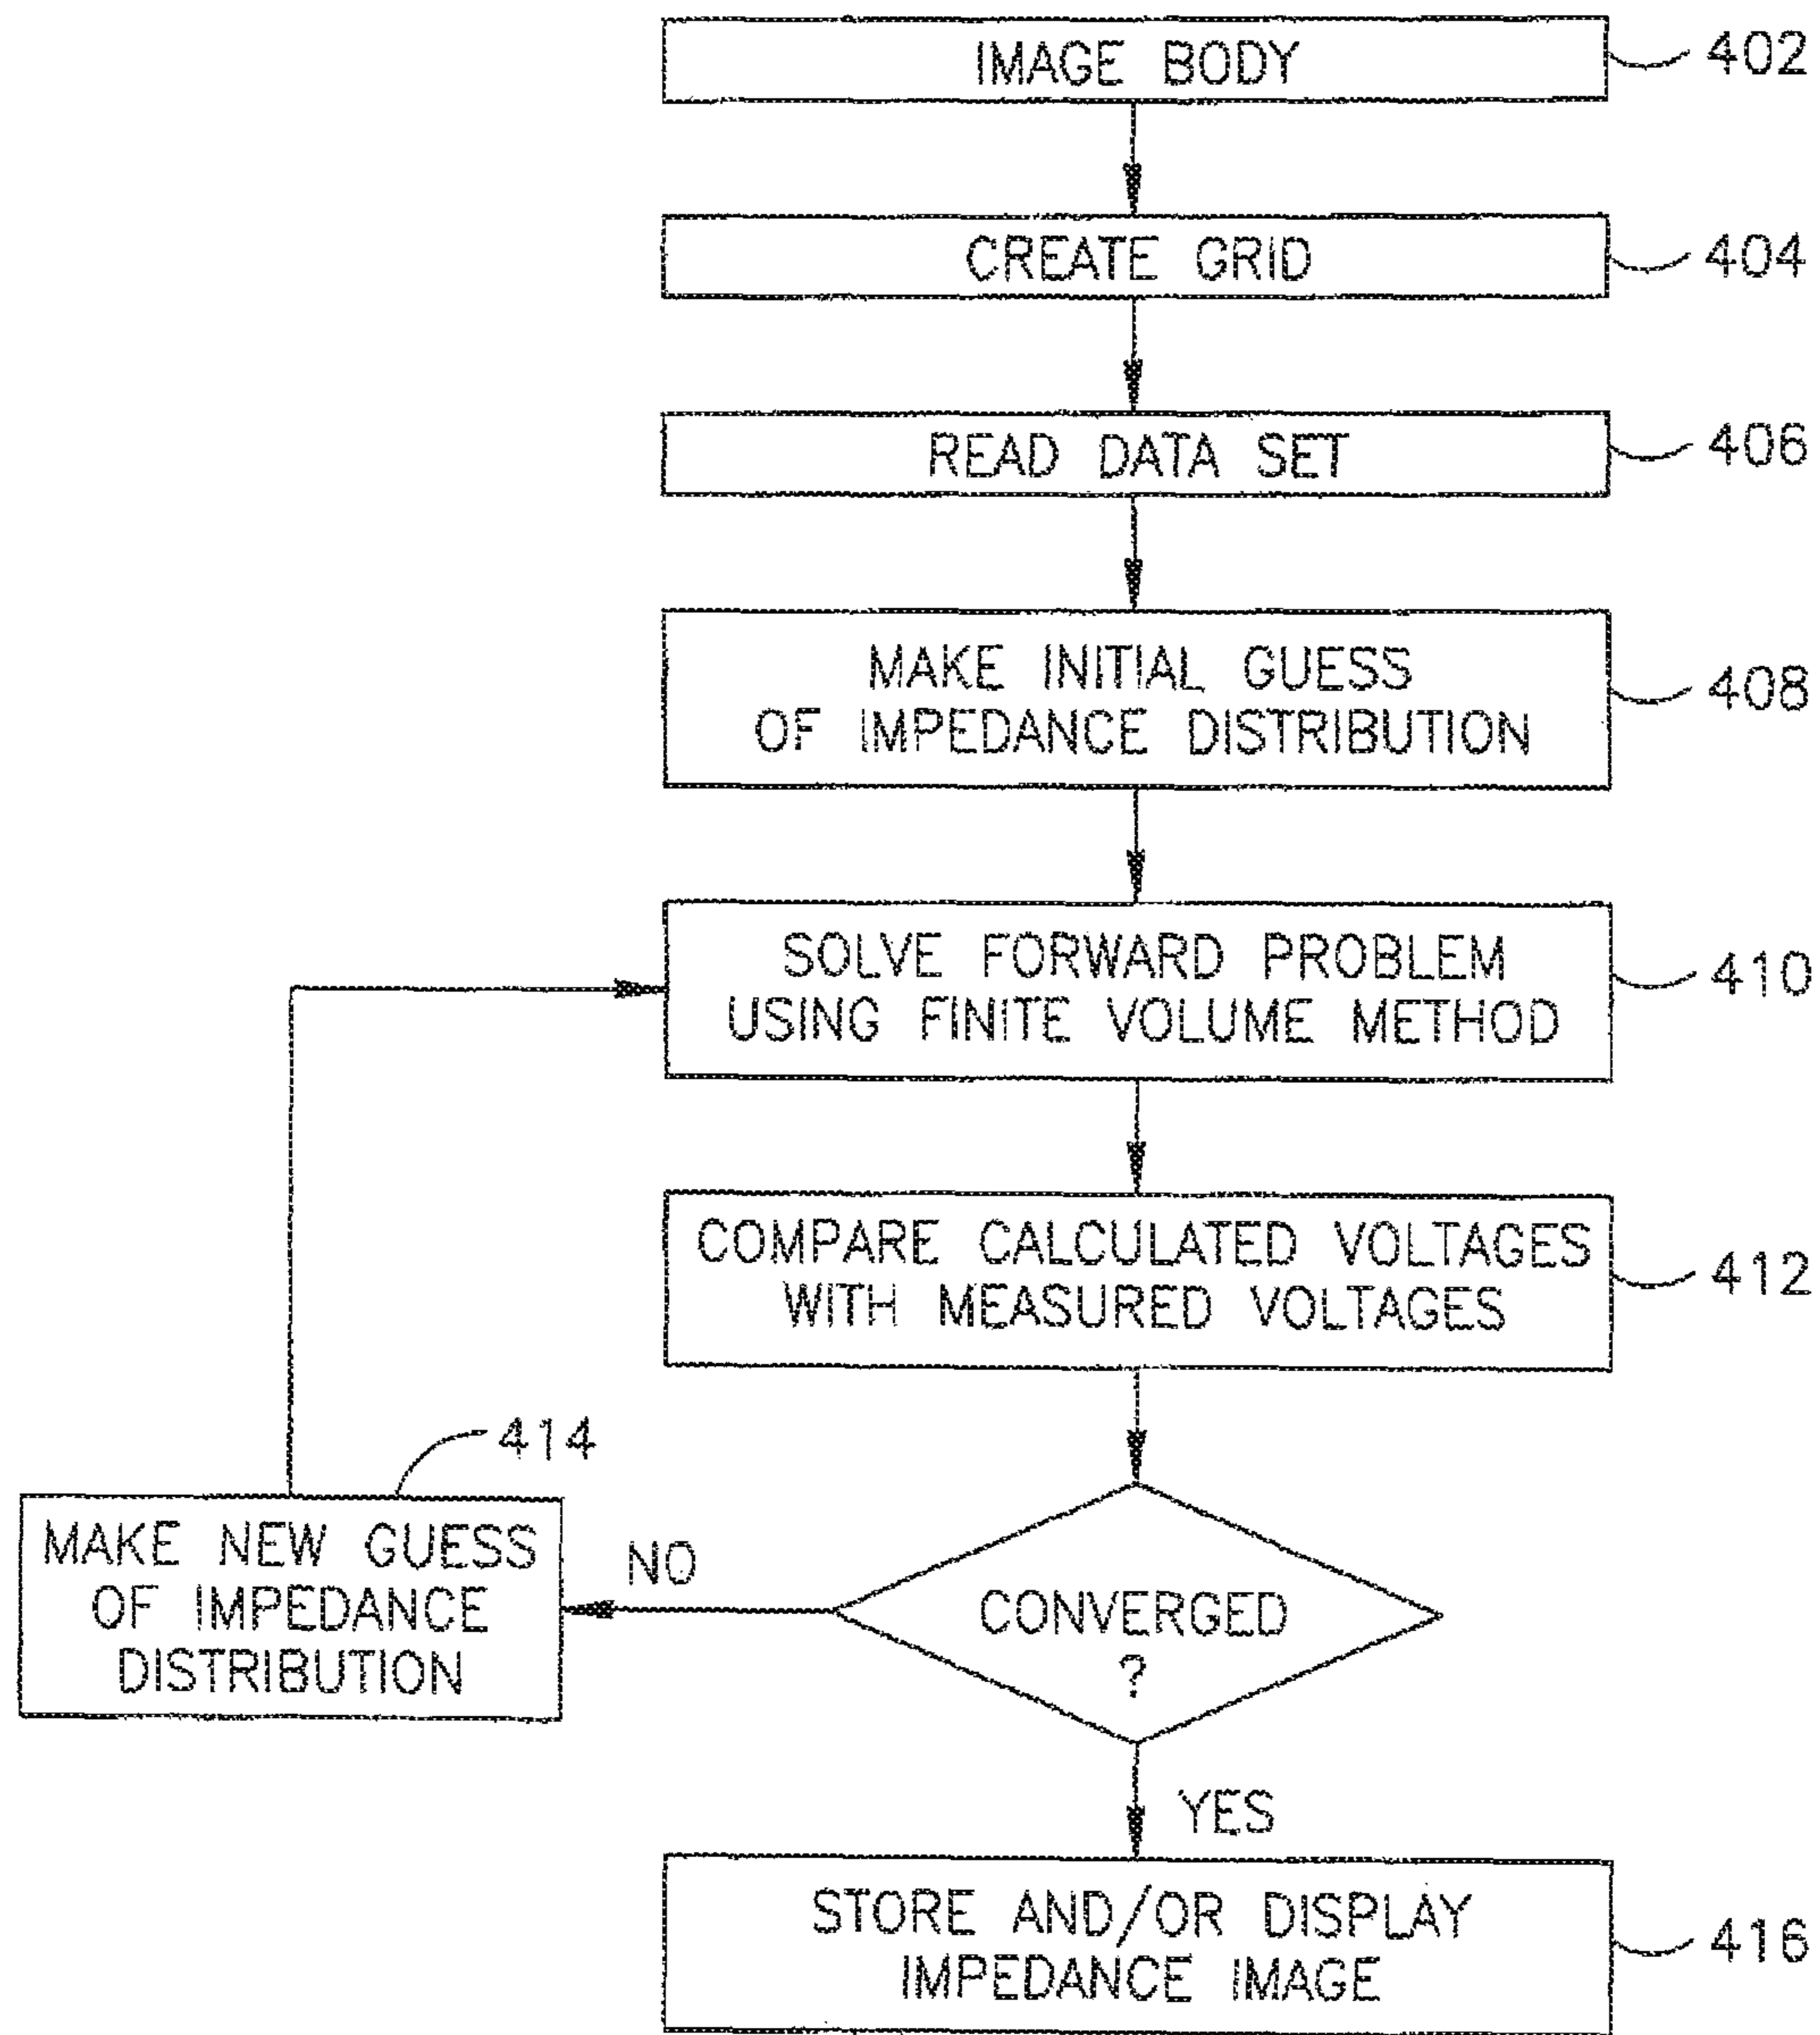 IMAGE BODY
402
CREATE GRID
404
READ DATA SET
406
MAKE INITIAL GUESS
OF IMPEDANCE DISTRIBUTION
408
SOLVE FORWARD PROBLEM
USING FINITE VOLUME METHOD
410
COMPARE CALCULATED VOLTAGES
WITH MEASURED VOLTAGES
412
414
MAKE NEW GUESS
OF IMPEDANCE
DISTRIBUTION
NO
CONVERGED
?
YES
STORE AND/OR DISPLAY
IMPEDANCE IMAGE
416